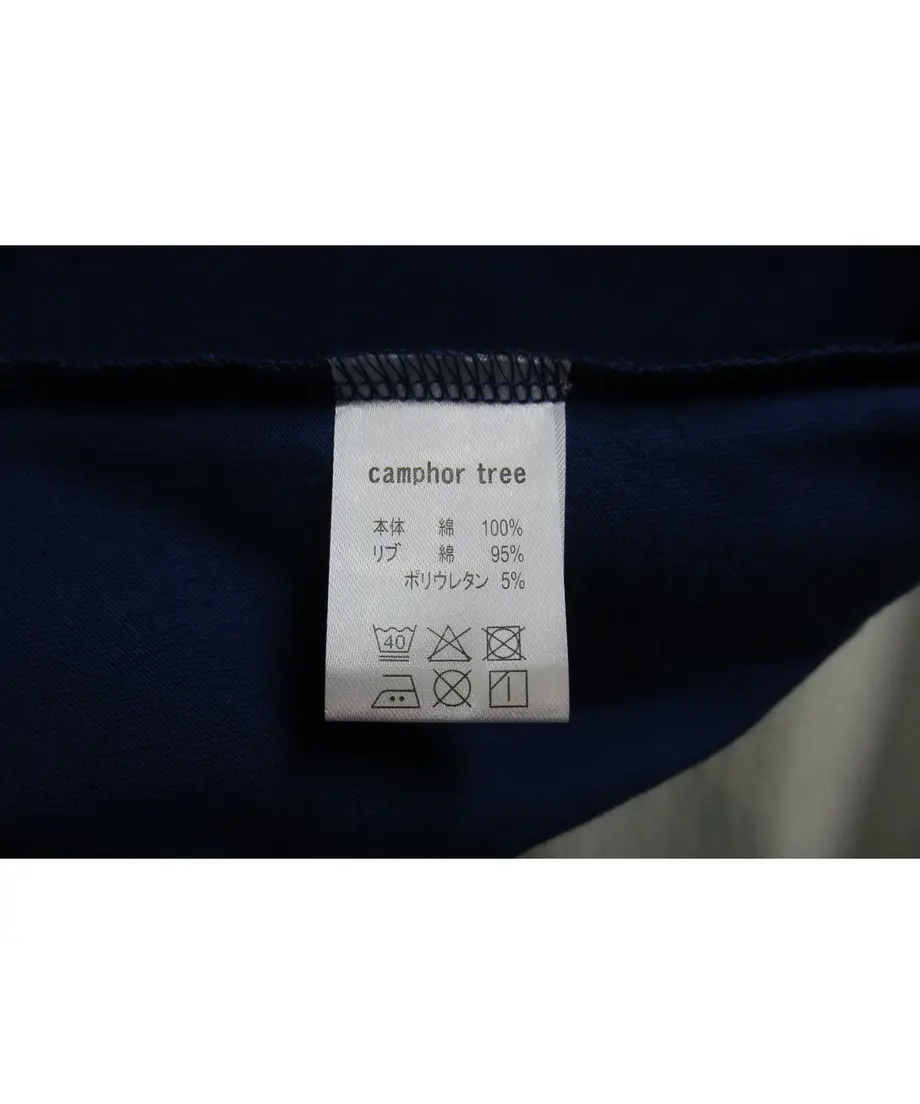 camphor tree
本体 綿 100%
リブ 綿 95%
ポリウレタン 5%
40